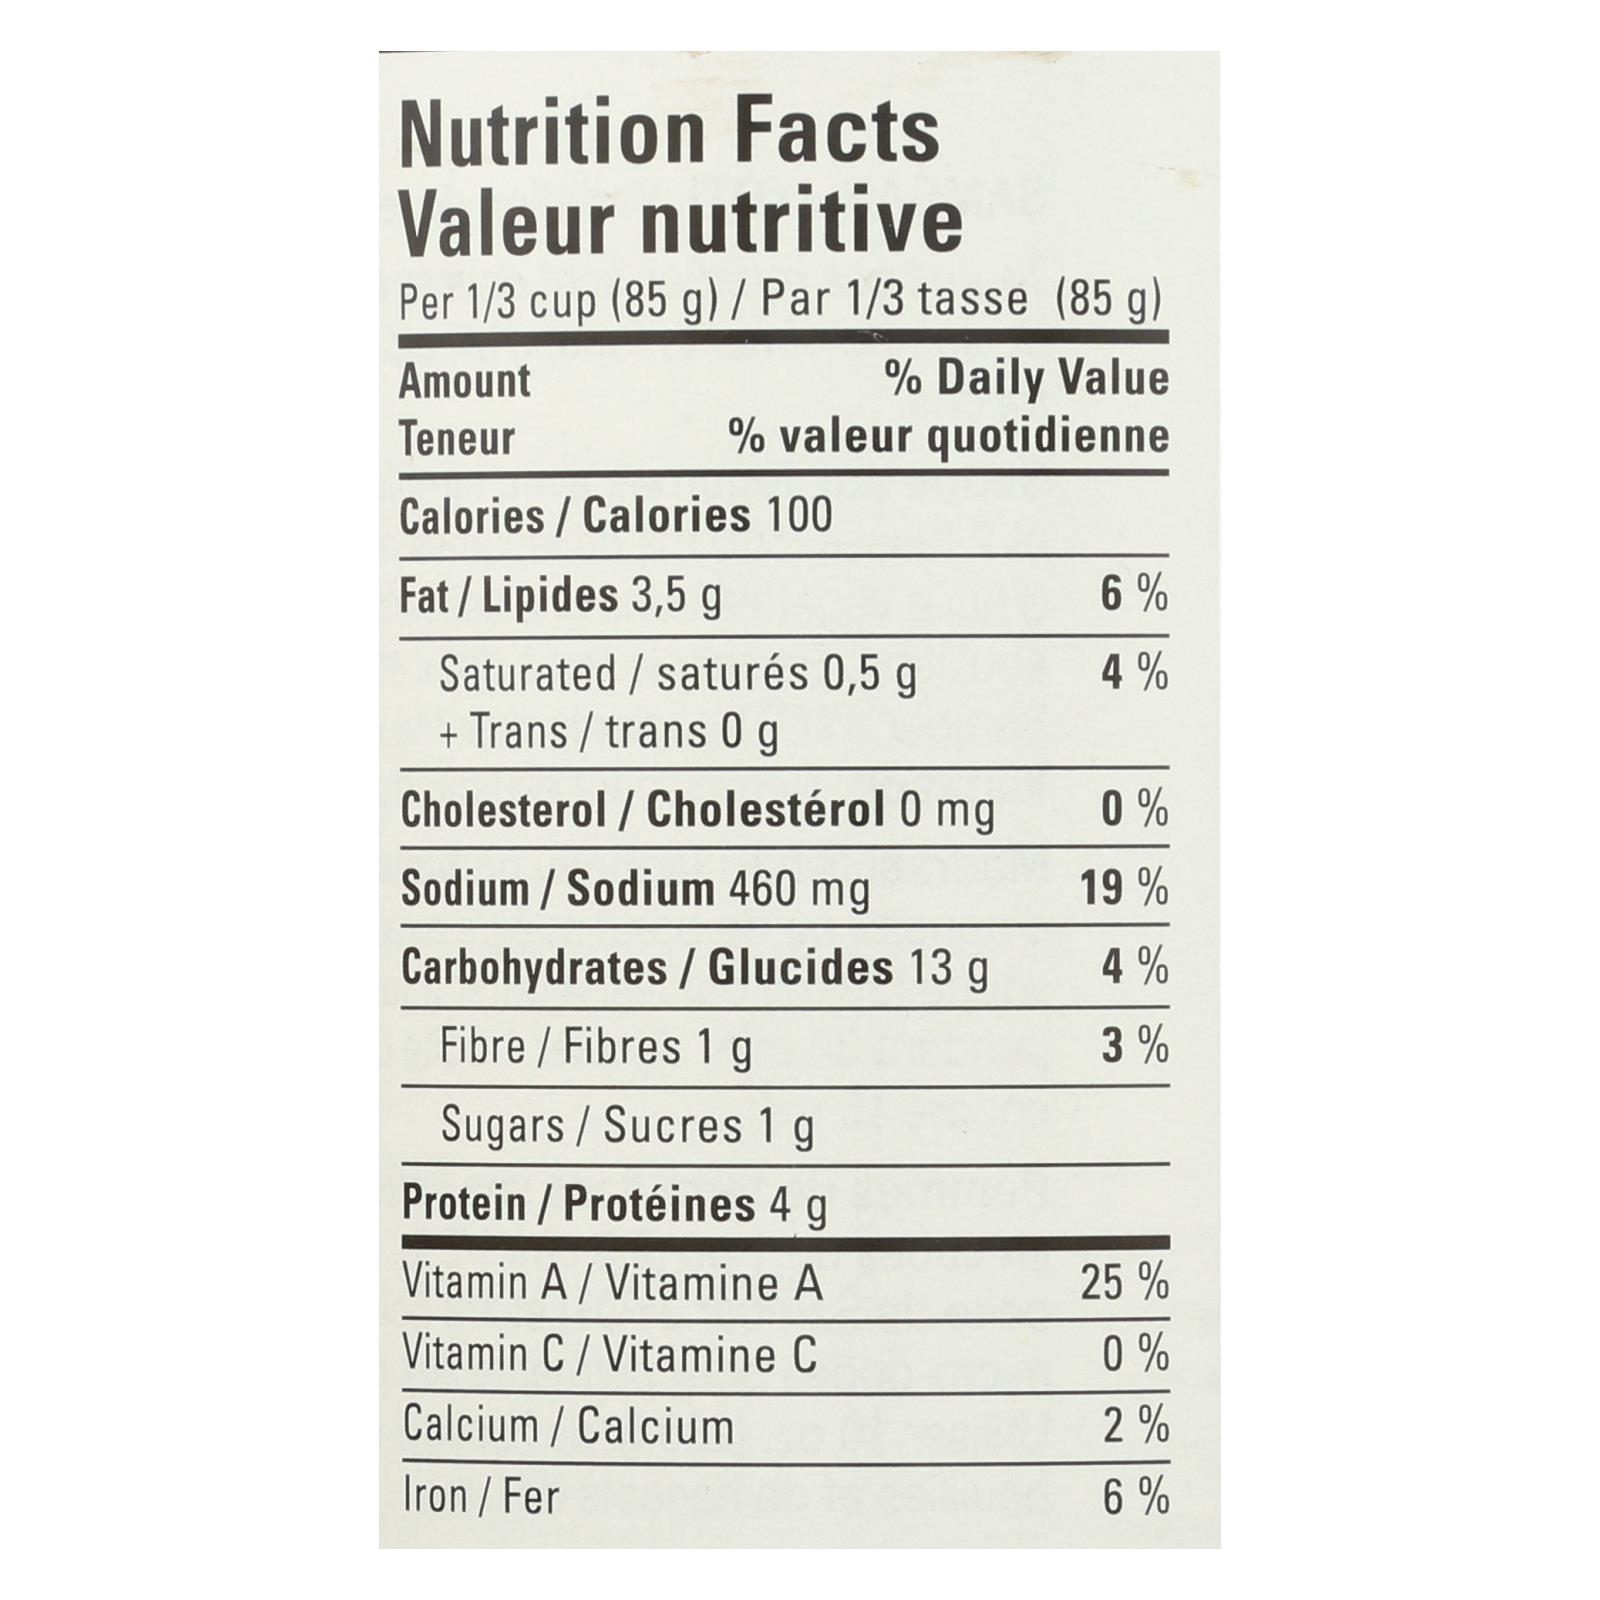 Nutrition Facts
Valeur nutritive
Per 1/3 cup (85 g) / Par 1/3 tasse (85 g)
Amount % Daily Value
Teneur % valeur quotidienne
Calories / Calories 100
Fat / Lipides 3,5 g 6 %
Saturated / saturés 0,5 g 4 %
+ Trans / trans 0 g
Cholesterol / Cholestérol 0 mg 0 %
Sodium / Sodium 460 mg 19 %
Carbohydrates / Glucides 13 g 4 %
Fibre / Fibres 1 g 3 %
Sugars / Sucres 1 g
Protein / Protéines 4 g
Vitamin A / Vitamine A 25 %
Vitamin C / Vitamine C 0 %
Calcium / Calcium 2 %
Iron / Fer 6 %